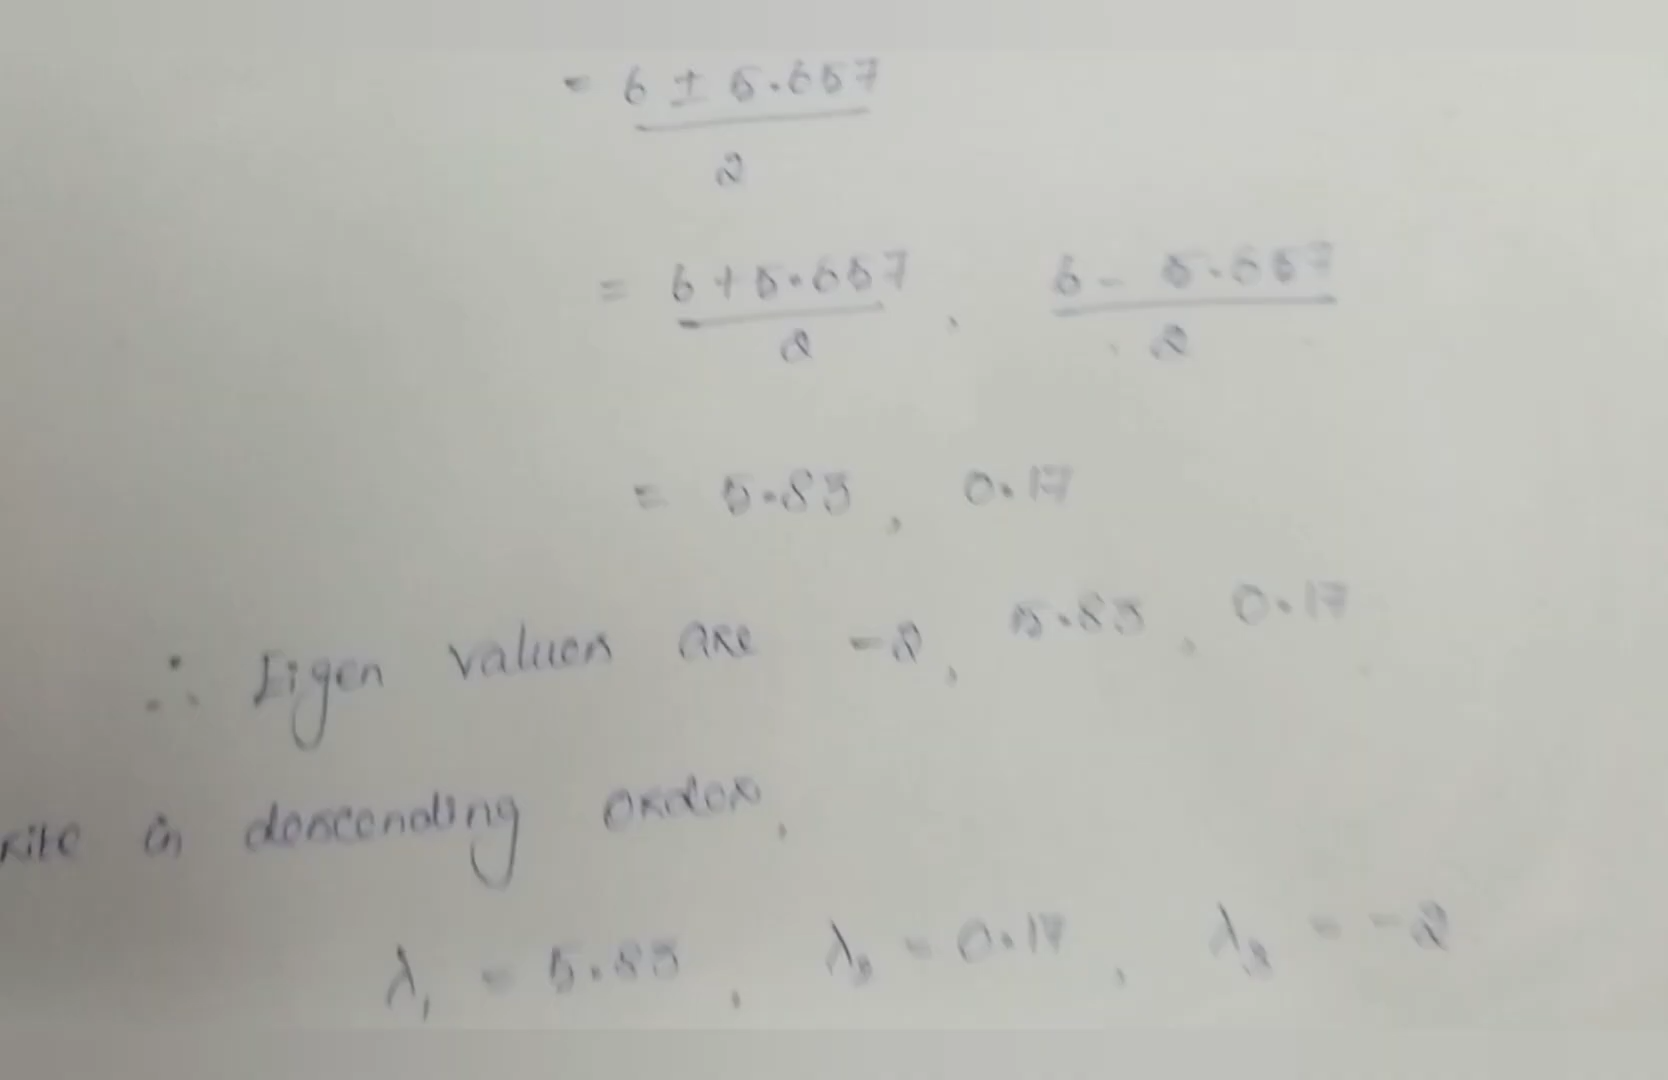 = 6 ± 5.657
2
= 6 + 5.657 , 6 - 5.657
2 2
= 5.83 , 0.17
∴ Eigen values are -2, 5.83, 0.17
rite in descending order,
λ₁ = 5.83, λ₂ = 0.17, λ₃ = -2